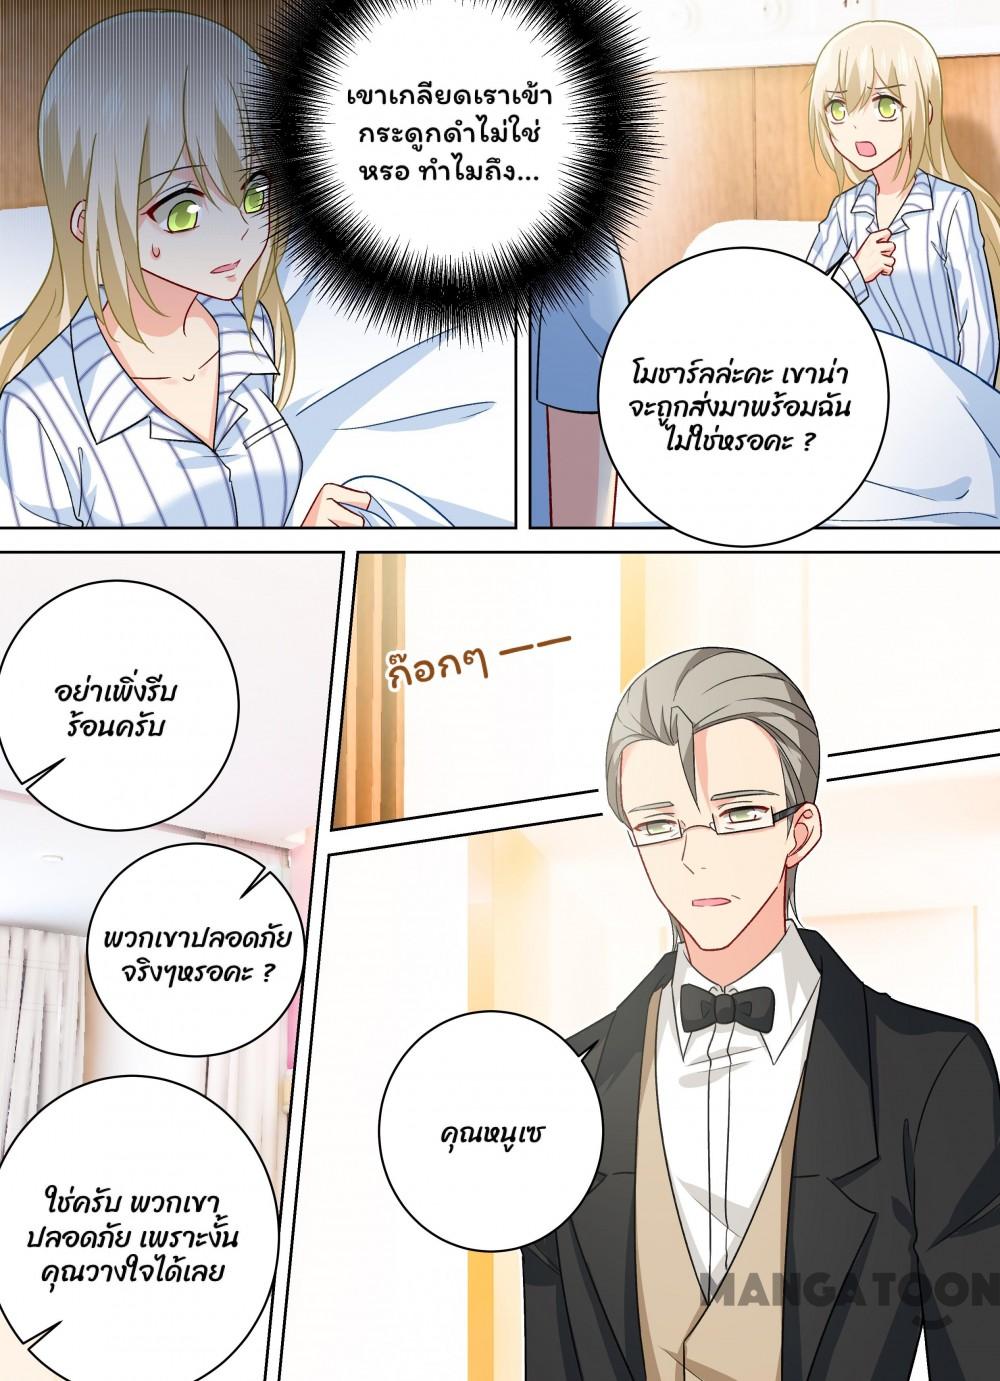 เขาเกลียดเราเข้า
กระดูกดำไม่ใช่
หรอ ทำไมถึง...
โมชาร์ลล่ะคะ เขาน่า
จะถูกส่งมาพร้อมฉัน
ไม่ใช่หรอคะ ?
อย่าเพิ่งรีบ
ร้อนครับ
พวกเขาปลอดภัย
จริงๆหรอคะ ?
ใช่ครับ พวกเขา
ปลอดภัย เพราะงั้น
คุณวางใจได้เลย
ก๊อกๆ ——
คุณหนูเซ
MANGATOON